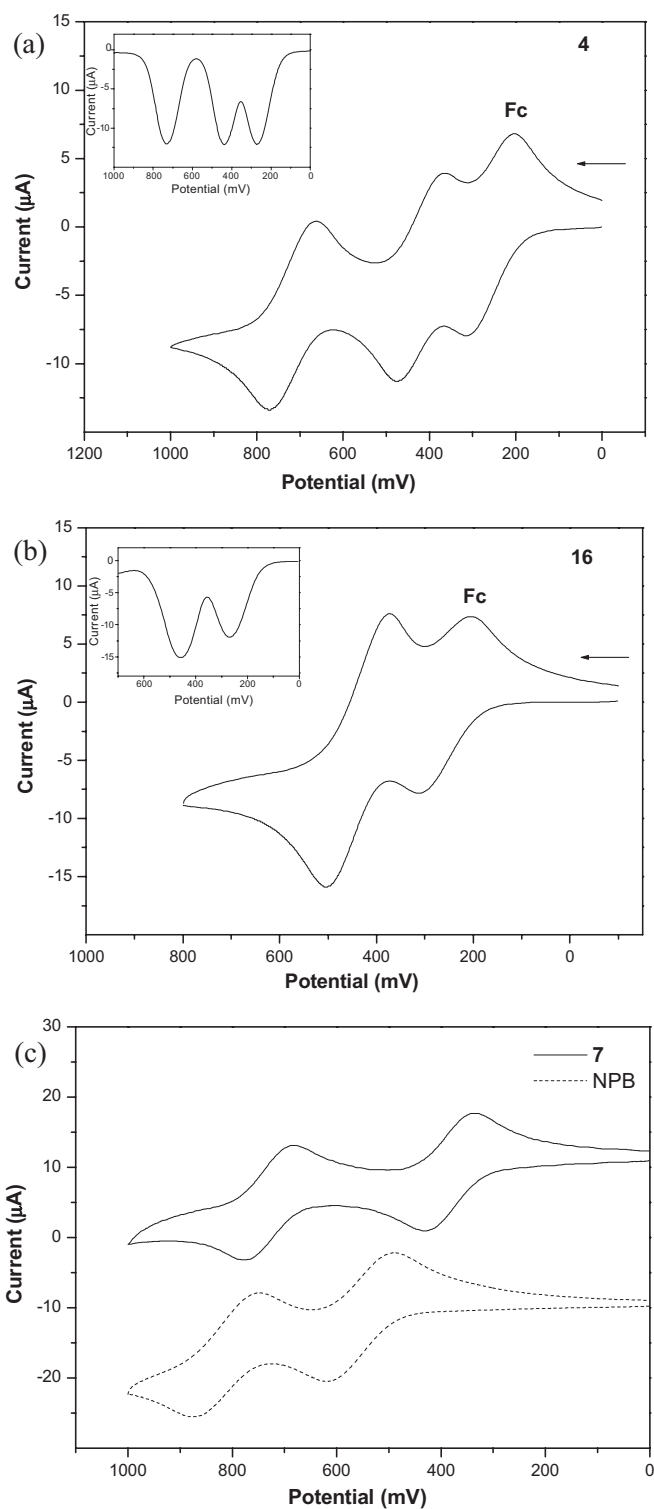 (a)
4
Fc
15
10
5
0
-5
-10
Current (µA)
1200 1000 800 600 400 200 0
Potential (mV)
0
-5
-10
Current (µA)
1000 800 600 400 200 0
Potential (mV)
(b)
16
Fc
15
10
5
0
-5
-10
-15
Current (µA)
1000 800 600 400 200 0
Potential (mV)
0
-5
-10
-15
Current (µA)
600 400 200 0
Potential (mV)
(c)
7
NPB
30
20
10
0
-10
-20
Current (µA)
1000 800 600 400 200 0
Potential (mV)